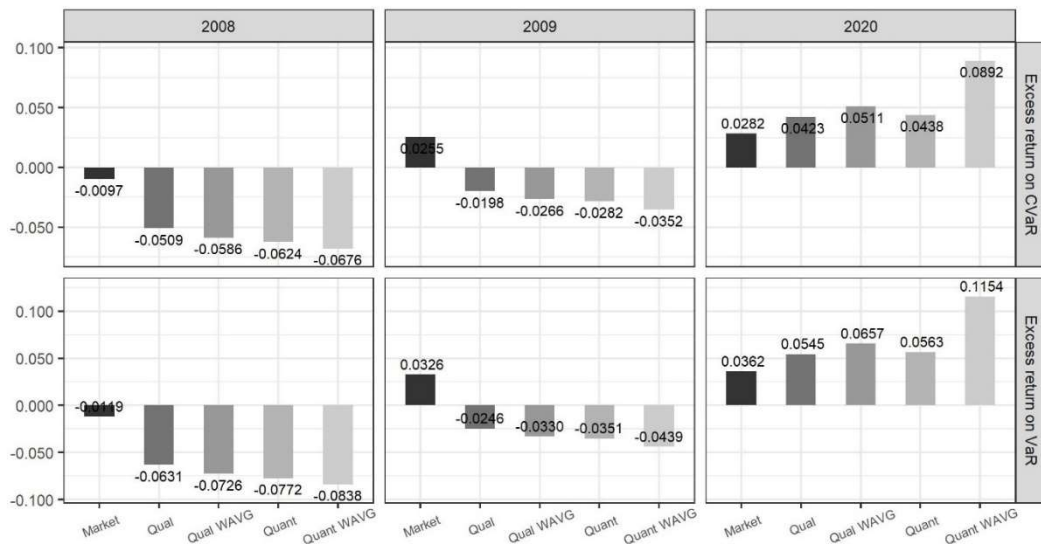 2008
2009
2020
0.100
0.050
0.000
-0.050
-0.0097
-0.0509
-0.0586
-0.0624
-0.0676
0.0255
-0.0198
-0.0266
-0.0282
-0.0352
0.0282
0.0423
0.0511
0.0438
0.0892
Excess return on CVaR
0.100
0.050
0.000
-0.050
-0.100
-0.0119
-0.0631
-0.0726
-0.0772
-0.0838
0.0326
-0.0246
-0.0330
-0.0351
-0.0439
0.0362
0.0545
0.0657
0.0563
0.1154
Excess return on VaR
Market
Qual
Qual WAVG
Quant
Quant WAVG
Market
Qual
Qual WAVG
Quant
Quant WAVG
Market
Qual
Qual WAVG
Quant
Quant WAVG